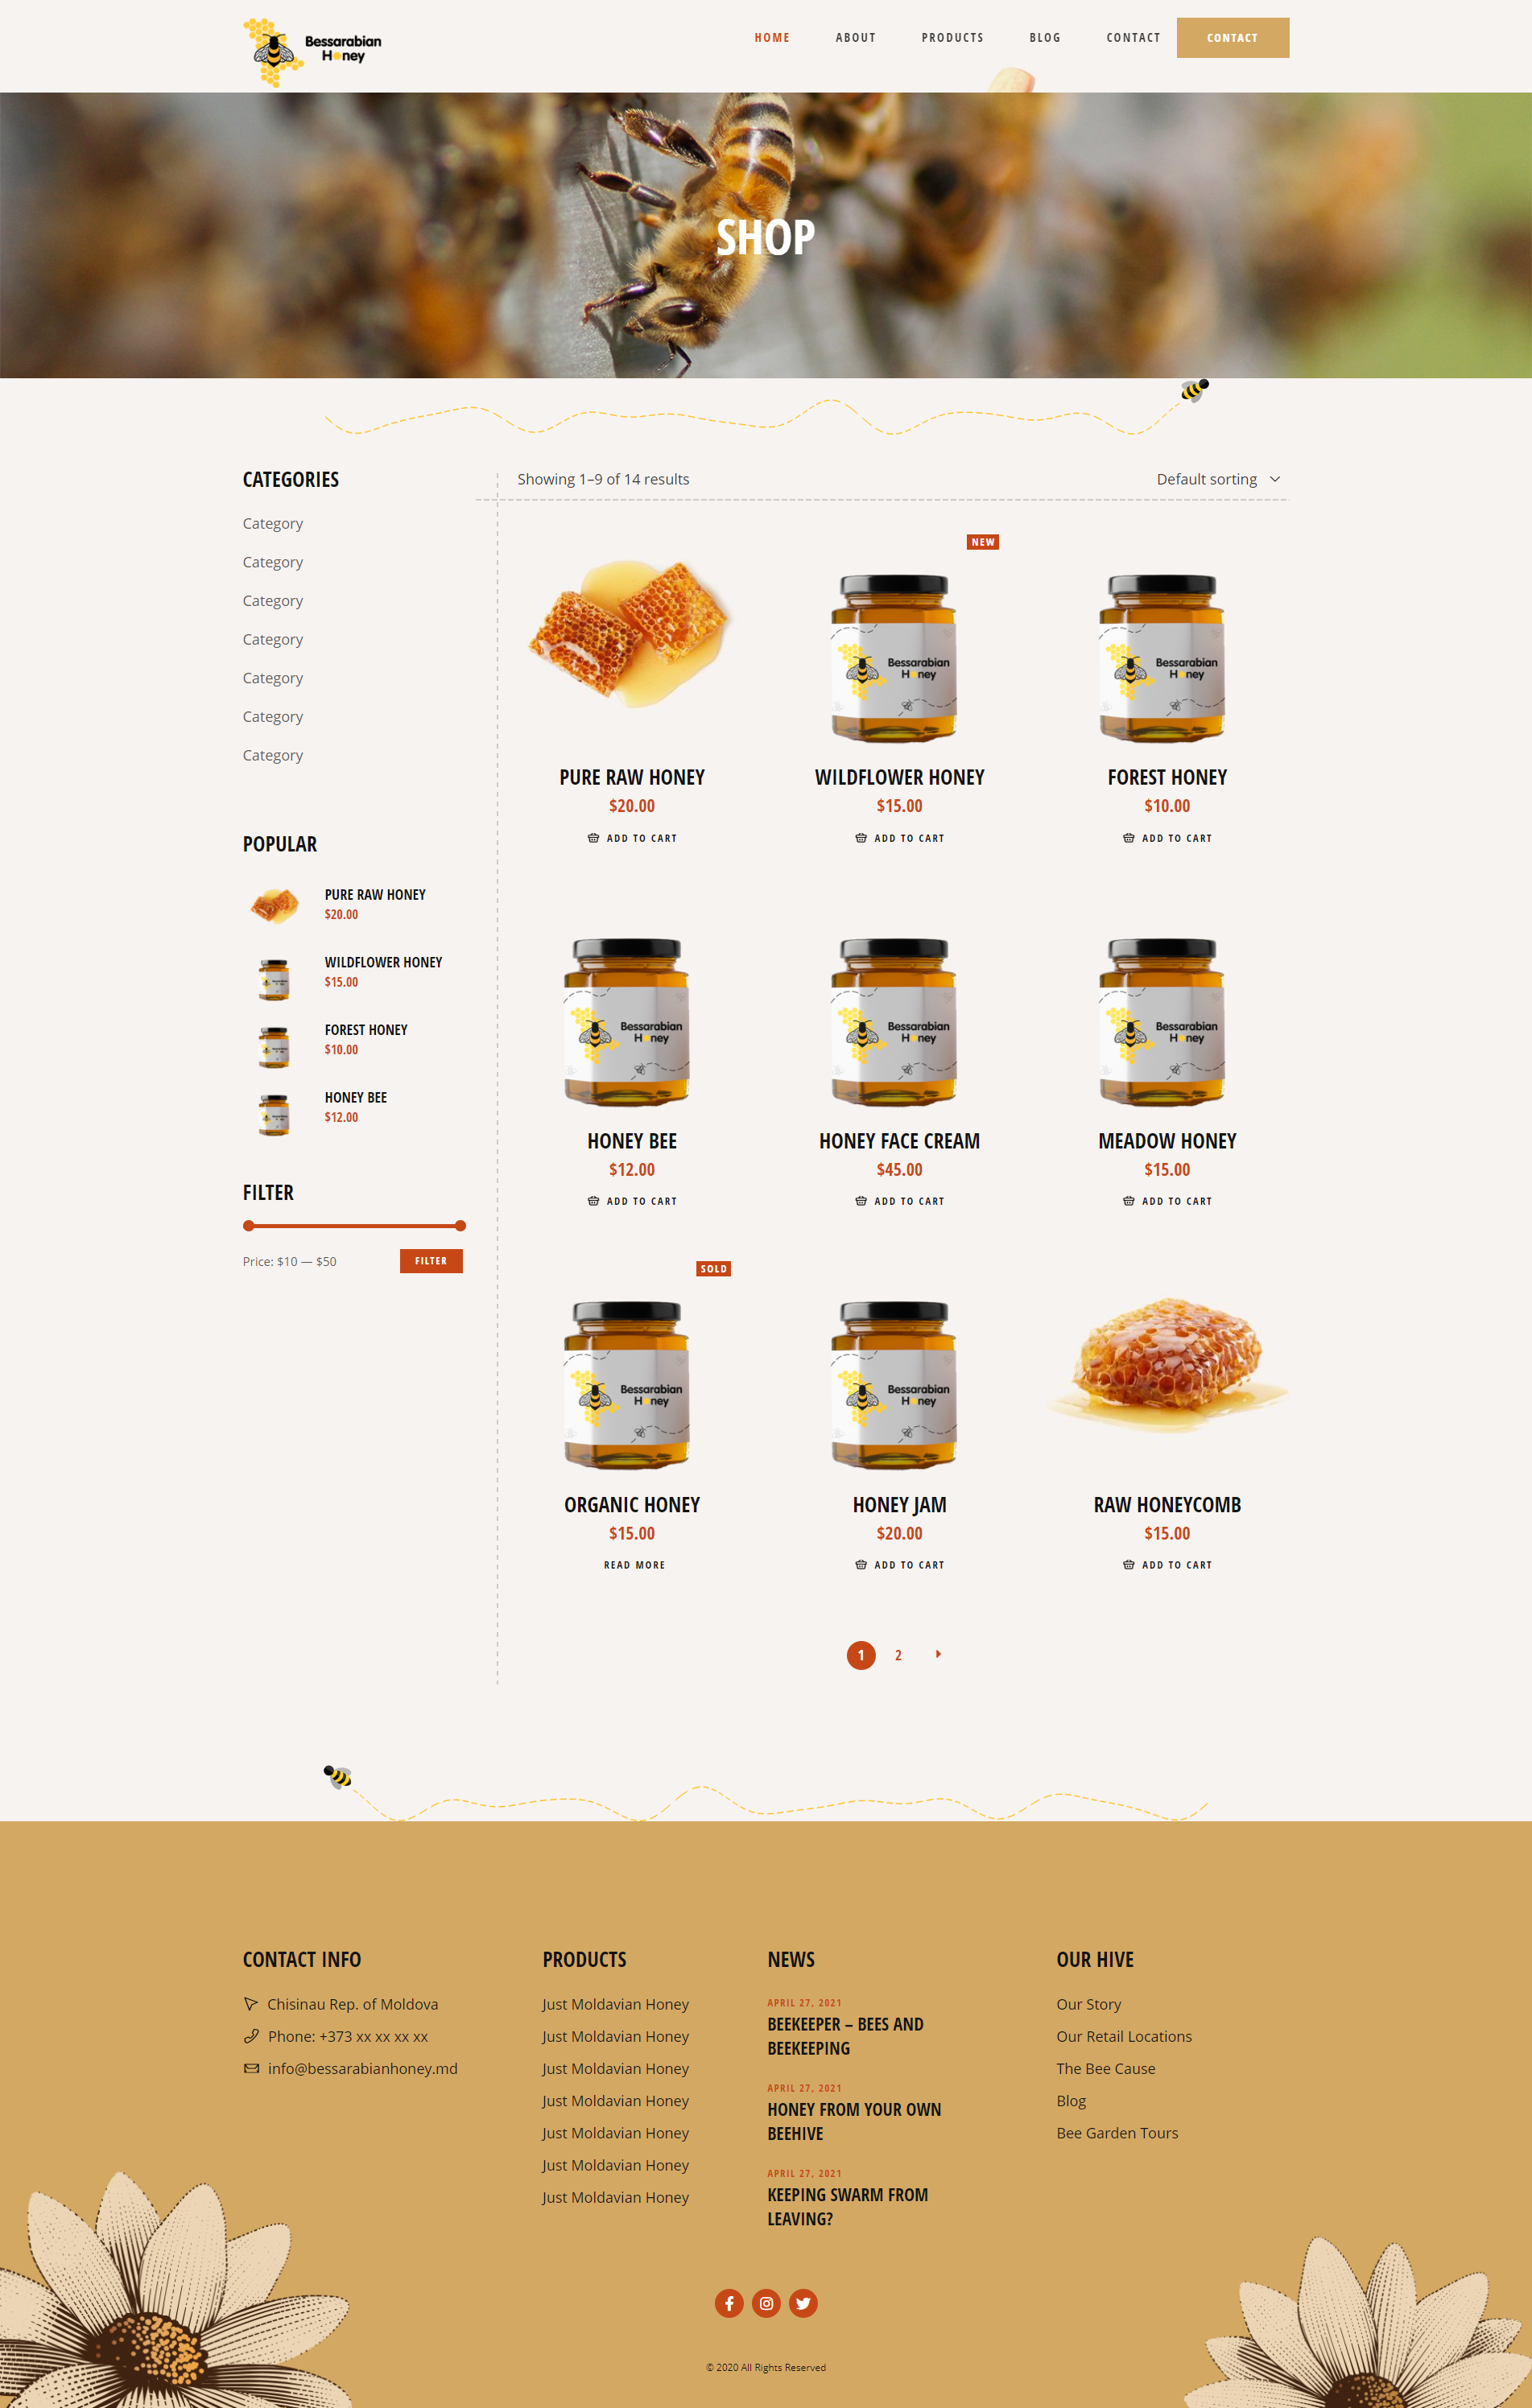 Bessarabian
Honey
HOME
ABOUT
PRODUCTS
BLOG
CONTACT
CONTACT
SHOP
CATEGORIES
Category
Category
Category
Category
Category
Category
Category
POPULAR
PURE RAW HONEY
$20.00
WILDFLOWER HONEY
$15.00
FOREST HONEY
$10.00
HONEY BEE
$12.00
FILTER
Price: $10 — $50
FILTER
Showing 1–9 of 14 results
Default sorting
PURE RAW HONEY
$20.00
ADD TO CART
NEW
Bessarabian
Honey
WILDFLOWER HONEY
$15.00
ADD TO CART
Bessarabian
Honey
FOREST HONEY
$10.00
ADD TO CART
Bessarabian
Honey
HONEY BEE
$12.00
ADD TO CART
Bessarabian
Honey
HONEY FACE CREAM
$45.00
ADD TO CART
Bessarabian
Honey
MEADOW HONEY
$15.00
ADD TO CART
SOLD
Bessarabian
Honey
ORGANIC HONEY
$15.00
READ MORE
Bessarabian
Honey
HONEY JAM
$20.00
ADD TO CART
RAW HONEYCOMB
$15.00
ADD TO CART
1
2
CONTACT INFO
Chisinau Rep. of Moldova
Phone: +373 xx xx xx xx
info@bessarabianhoney.md
PRODUCTS
Just Moldavian Honey
Just Moldavian Honey
Just Moldavian Honey
Just Moldavian Honey
Just Moldavian Honey
Just Moldavian Honey
Just Moldavian Honey
NEWS
APRIL 27, 2021
BEEKEEPER – BEES AND
BEEKEEPING
APRIL 27, 2021
HONEY FROM YOUR OWN
BEEHIVE
APRIL 27, 2021
KEEPING SWARM FROM
LEAVING?
OUR HIVE
Our Story
Our Retail Locations
The Bee Cause
Blog
Bee Garden Tours
© 2020 All Rights Reserved